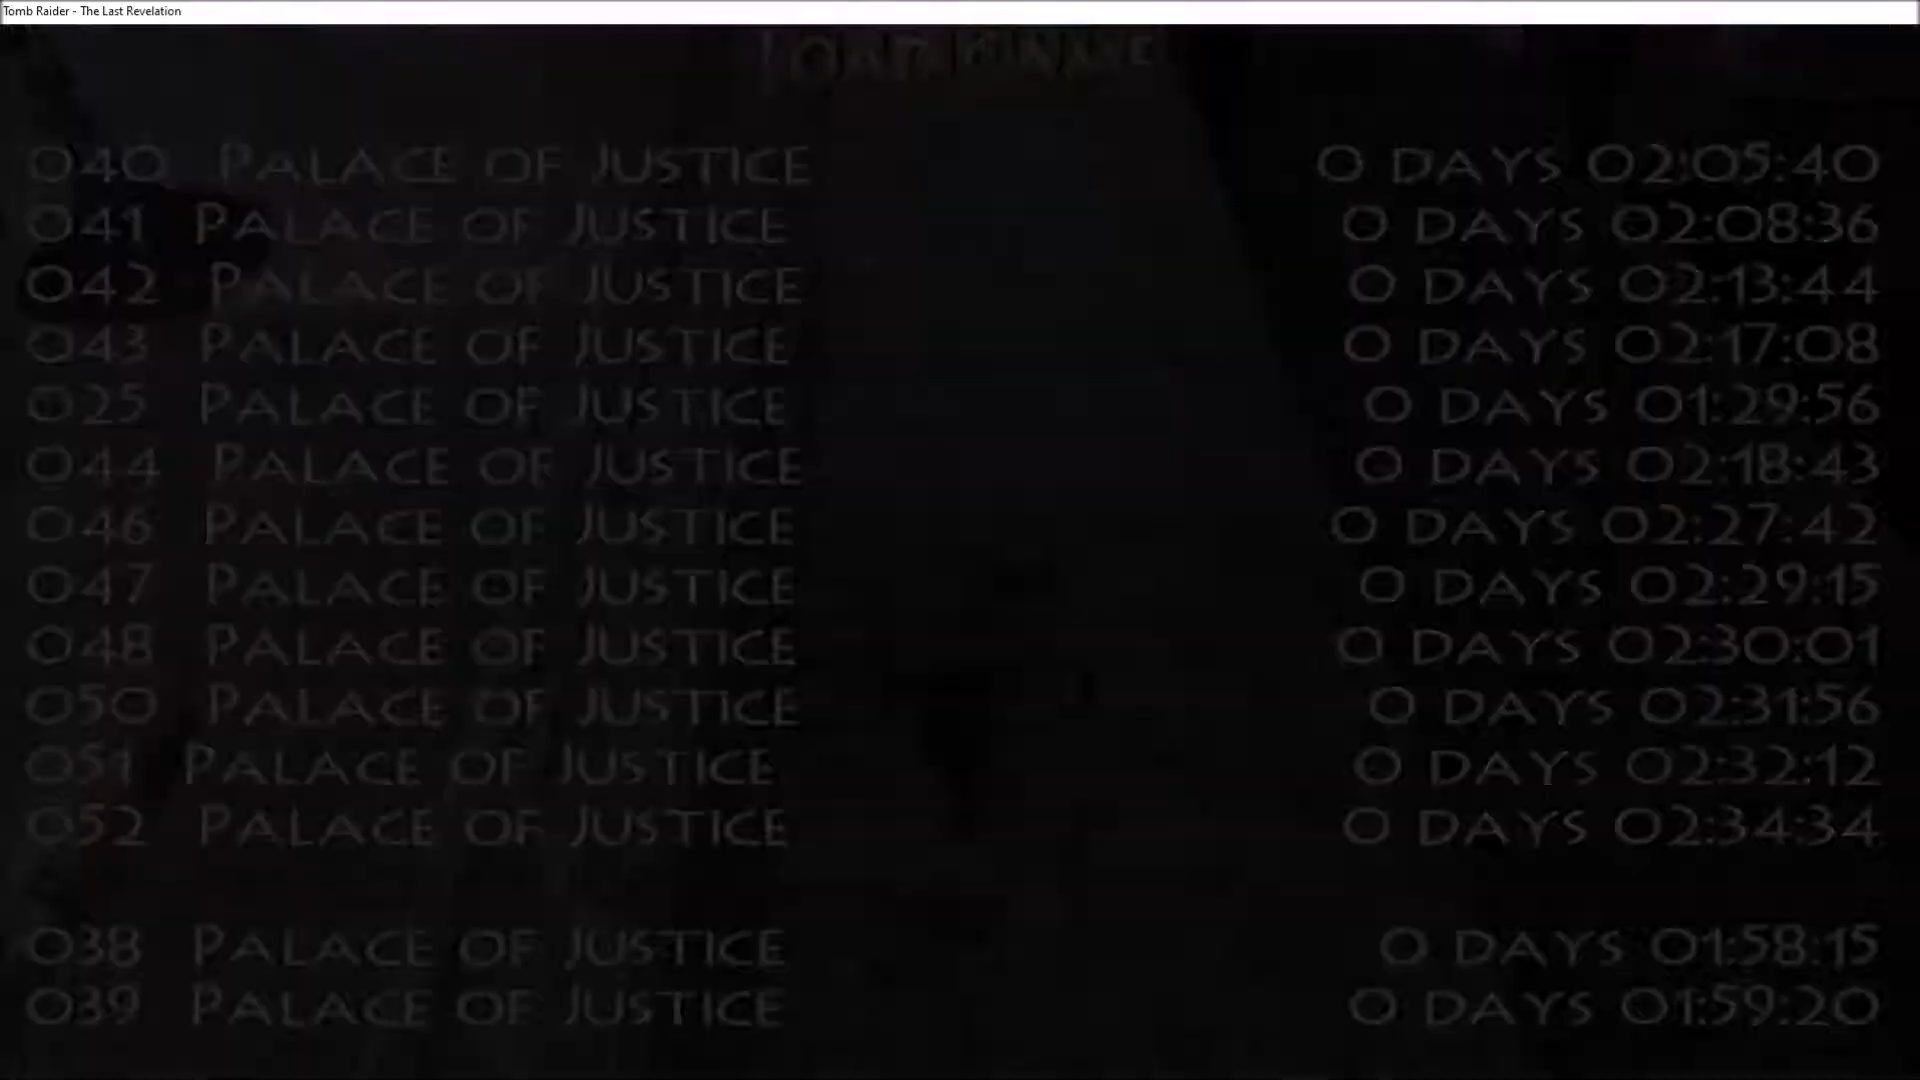 Tomb Raider - The Last Revelation
040 PALACE OF JUSTICE 0 DAYS 02:05:40
041 PALACE OF JUSTICE 0 DAYS 02:08:36
042 PALACE OF JUSTICE 0 DAYS 02:13:44
043 PALACE OF JUSTICE 0 DAYS 02:17:08
025 PALACE OF JUSTICE 0 DAYS 01:29:56
044 PALACE OF JUSTICE 0 DAYS 02:18:43
046 PALACE OF JUSTICE 0 DAYS 02:27:42
047 PALACE OF JUSTICE 0 DAYS 02:29:15
048 PALACE OF JUSTICE 0 DAYS 02:30:01
050 PALACE OF JUSTICE 0 DAYS 02:31:56
051 PALACE OF JUSTICE 0 DAYS 02:32:12
052 PALACE OF JUSTICE 0 DAYS 02:34:34
038 PALACE OF JUSTICE 0 DAYS 01:58:15
039 PALACE OF JUSTICE 0 DAYS 01:59:20